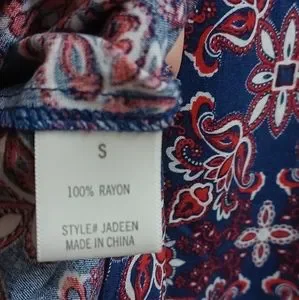 S
100% RAYON
STYLE# JADEEN
MADE IN CHINA